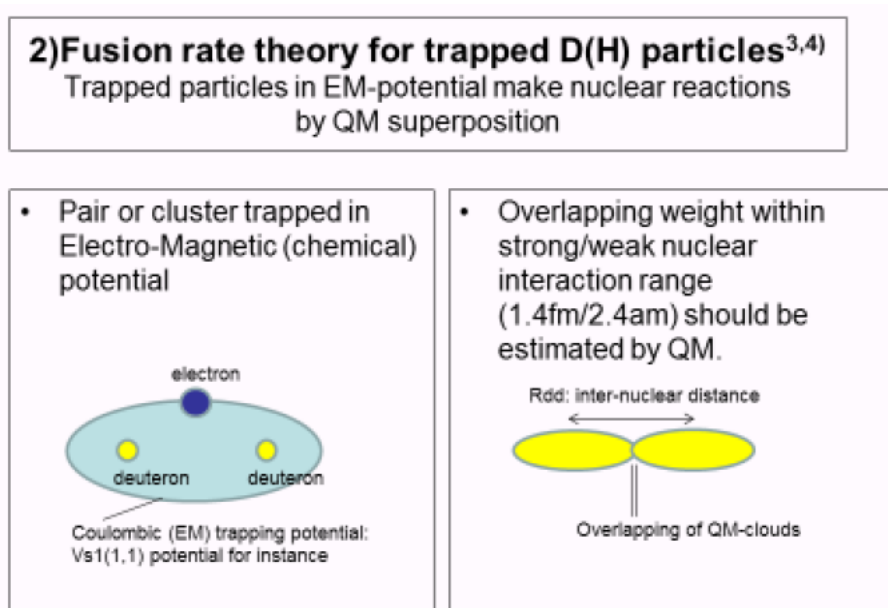 2)Fusion rate theory for trapped D(H) particles3,4)
Trapped particles in EM-potential make nuclear reactions
by QM superposition
• Pair or cluster trapped in
Electro-Magnetic (chemical)
potential
electron
deuteron
deuteron
Coulombic (EM) trapping potential:
Vs1(1,1) potential for instance
• Overlapping weight within
strong/weak nuclear
interaction range
(1.4fm/2.4am) should be
estimated by QM.
Rdd: inter-nuclear distance
Overlapping of QM-clouds